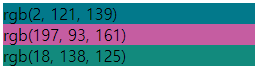 rgb(2, 121, 139)
rgb(197, 93, 161)
rgb(18, 138, 125)